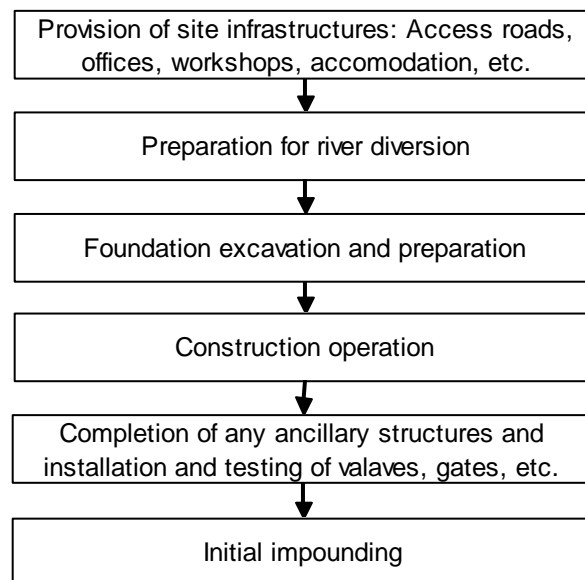 Provision of site infrastructures: Access roads,
offices, workshops, accomodation, etc.
Preparation for river diversion
Foundation excavation and preparation
Construction operation
Completion of any ancillary structures and
installation and testing of valaves, gates, etc.
Initial impounding